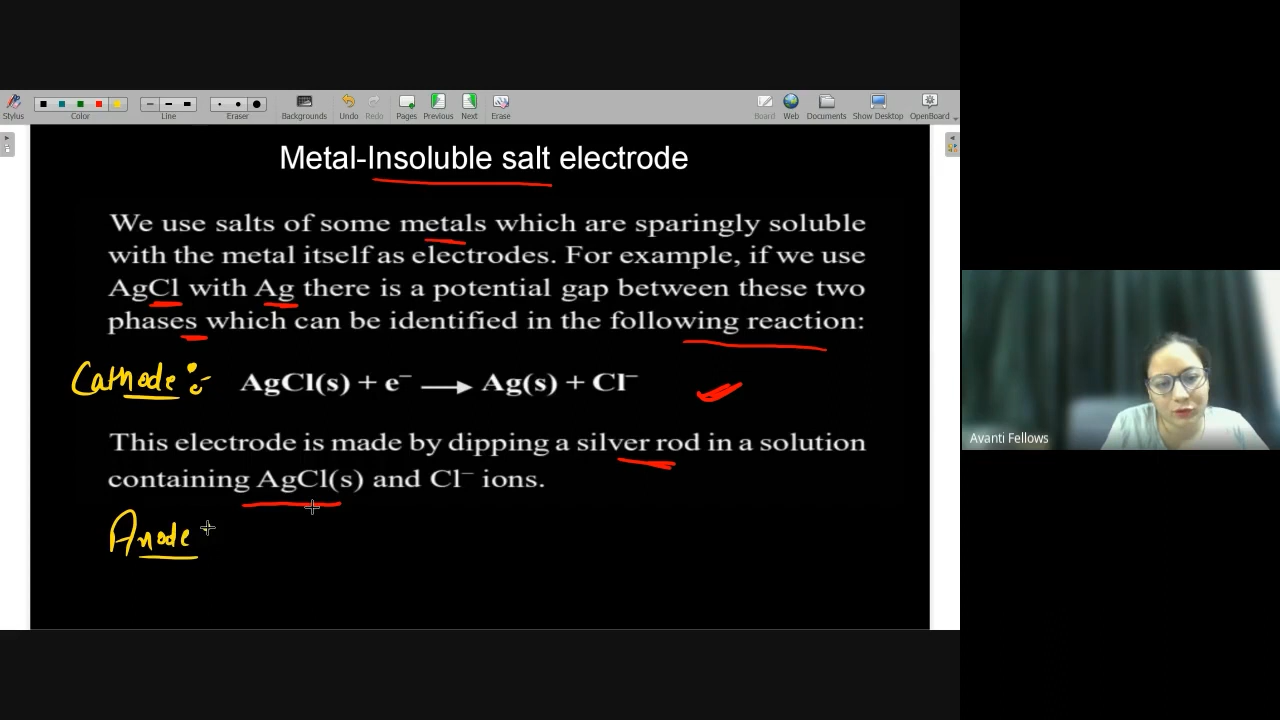 Stylus Color Line Eraser Backgrounds Undo Redo Pages Previous Next Erase Board Web Documents Show Desktop OpenBoard
Metal-Insoluble salt electrode
We use salts of some metals which are sparingly soluble
with the metal itself as electrodes. For example, if we use
AgCl with Ag there is a potential gap between these two
phases which can be identified in the following reaction:
Cathode :- AgCl(s) + e⁻ ⟶ Ag(s) + Cl⁻
This electrode is made by dipping a silver rod in a solution
containing AgCl(s) and Cl⁻ ions.
Anode
Avanti Fellows